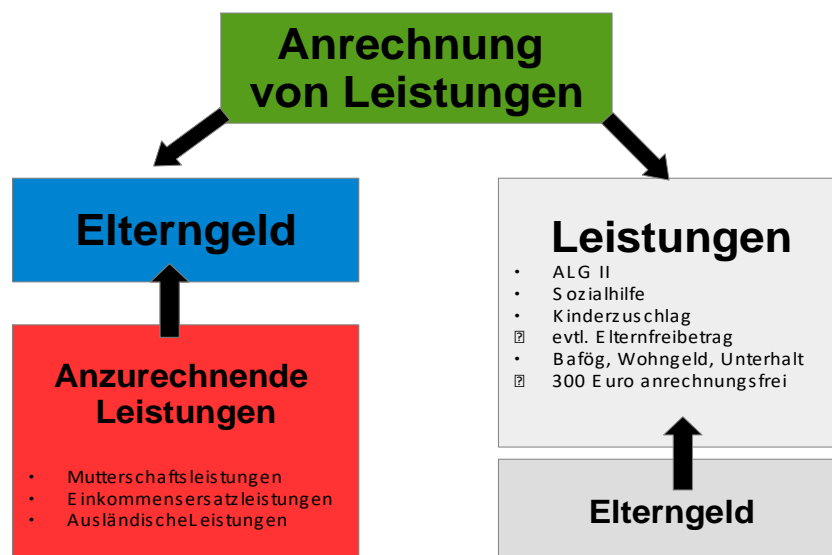 Anrechnung
von Leistungen
Elterngeld
Anzurechnende
Leistungen
• Mutterschaftsleistungen
• Einkommensersatzleistungen
• AusländischeLeistungen
Leistungen
• ALG II
• Sozialhilfe
• Kinderzuschlag
⍰ evtl. Elternfreibetrag
• Bafög, Wohngeld, Unterhalt
⍰ 300 Euro anrechnungsfrei
Elterngeld